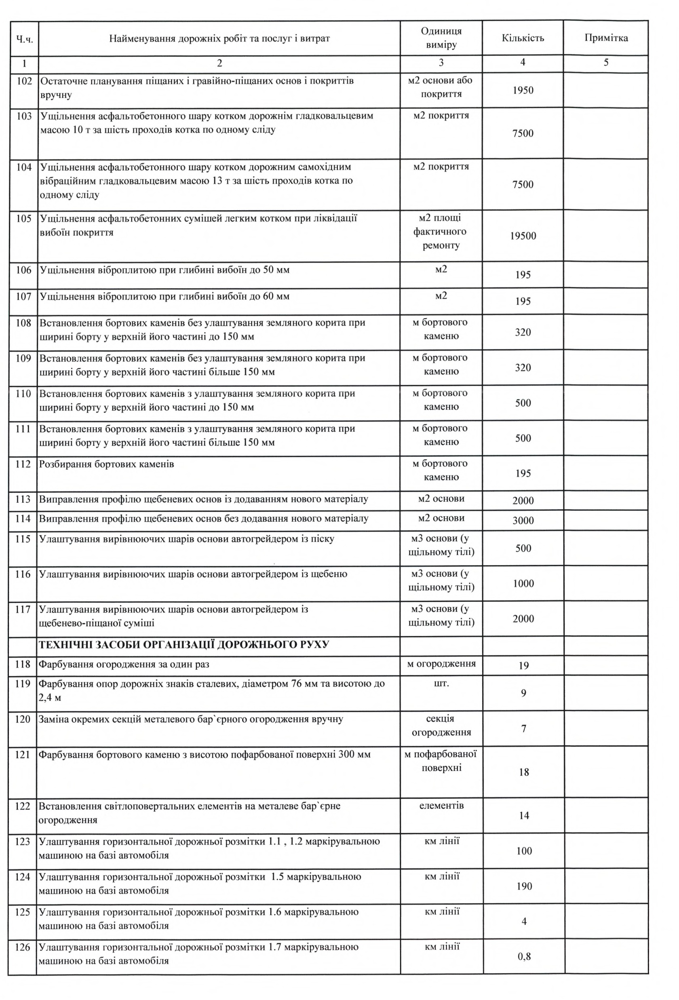 Ч.ч.
Найменування дорожніх робіт та послуг і витрат
Одиниця
виміру
Кількість
Примітка
1
2
3
4
5
102
Остаточне планування піщаних і гравійно-піщаних основ і покриттів
вручну
м2 основи або
покриття
1950
103
Ущільнення асфальтобетонного шару котком дорожнім гладковальцевим
масою 10 т за шість проходів котка по одному сліду
м2 покриття
7500
104
Ущільнення асфальтобетонного шару котком дорожним самохідним
вібраційним гладковальцевим масою 13 т за шість проходів котка по
одному сліду
м2 покриття
7500
105
Ущільнення асфальтобетонних сумішей легким котком при ліквідації
вибоїн покриття
м2 площі
фактичного
ремонту
19500
106
Ущільнення віброплитою при глибині вибоїн до 50 мм
м2
195
107
Ущільнення віброплитою при глибині вибоїн до 60 мм
м2
195
108
Встановлення бортових каменів без улаштування земляного корита при
ширині борту у верхній його частині до 150 мм
м бортового
каменю
320
109
Встановлення бортових каменів без улаштування земляного корита при
ширині борту у верхній його частині більше 150 мм
м бортового
каменю
320
110
Встановлення бортових каменів з улаштування земляного корита при
ширині борту у верхній його частині до 150 мм
м бортового
каменю
500
111
Встановлення бортових каменів з улаштування земляного корита при
ширині борту у верхній його частині більше 150 мм
м бортового
каменю
500
112
Розбирання бортових каменів
м бортового
каменю
195
113
Виправлення профілю щебеневих основ із додаванням нового матеріалу
м2 основи
2000
114
Виправлення профілю щебеневих основ без додавання нового матеріалу
м2 основи
3000
115
Улаштування вирівнюючих шарів основи автогрейдером із піску
м3 основи (у
щільному тілі)
500
116
Улаштування вирівнюючих шарів основи автогрейдером із щебеню
м3 основи (у
щільному тілі)
1000
117
Улаштування вирівнюючих шарів основи автогрейдером із
щебенево-піщаної суміші
м3 основи (у
щільному тілі)
2000
ТЕХНІЧНІ ЗАСОБИ ОРГАНІЗАЦІЇ ДОРОЖНЬОГО РУХУ
118
Фарбування огородження за один раз
м огородження
19
119
Фарбування опор дорожніх знаків сталевих, діаметром 76 мм та висотою до
2,4 м
шт.
9
120
Заміна окремих секцій металевого бар`єрного огородження вручну
секція
огородження
7
121
Фарбування бортового каменю з висотою пофарбованої поверхні 300 мм
м пофарбованої
поверхні
18
122
Встановлення світлоповертальних елементів на металеве бар`єрне
огородження
елементів
14
123
Улаштування горизонтальної дорожньої розмітки 1.1 , 1.2 маркірувальною
машиною на базі автомобіля
км лінії
100
124
Улаштування горизонтальної дорожньої розмітки  1.5 маркірувальною
машиною на базі автомобіля
км лінії
190
125
Улаштування горизонтальної дорожньої розмітки 1.6 маркірувальною
машиною на базі автомобіля
км лінії
4
126
Улаштування горизонтальної дорожньої розмітки 1.7 маркірувальною
машиною на базі автомобіля
км лінії
0,8